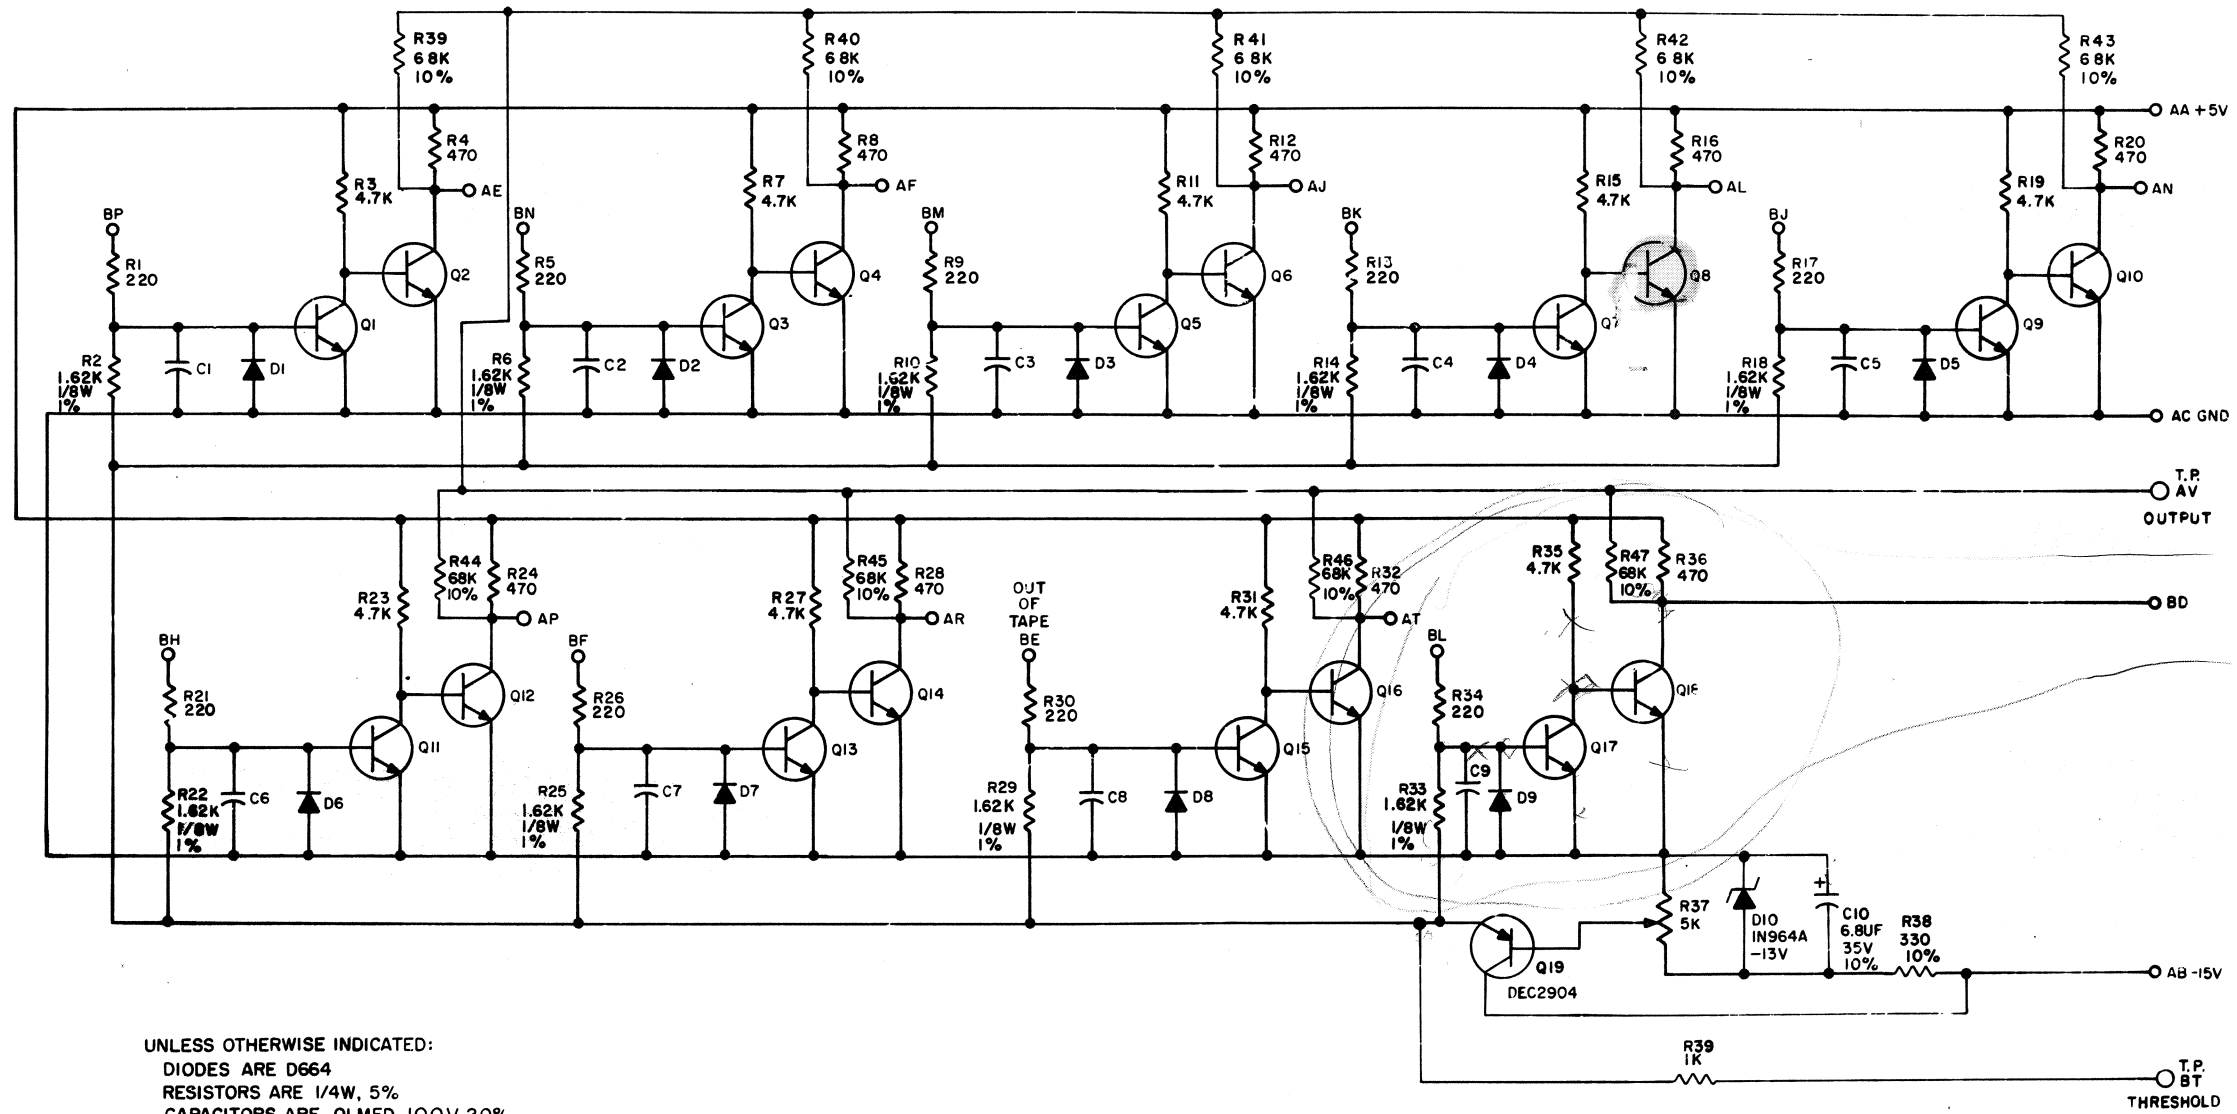 R39
68K
10%
R40
68K
10%
R41
68K
10%
R42
68K
10%
R43
68K
10%
AA +5V
R4
470
R8
470
R12
470
R16
470
R20
470
R3
4.7K
AE
R7
4.7K
AF
R11
4.7K
AJ
R15
4.7K
AL
R19
4.7K
AN
BP
BN
BM
BK
BJ
R1
220
Q2
R5
220
Q4
R9
220
Q6
R13
220
Q8
R17
220
Q10
Q1
Q3
Q5
Q7
Q9
R2
1.62K
1/8W
1%
C1
D1
R6
1.62K
1/8W
1%
C2
D2
R10
1.62K
1/8W
1%
C3
D3
R14
1.62K
1/8W
1%
C4
D4
R18
1.62K
1/8W
1%
C5
D5
AC GND
T.P.
AV
OUTPUT
R44
68K
10%
R24
470
R45
68K
10%
R28
470
R46
68K
10%
R32
470
R35
4.7K
R47
68K
10%
R36
470
R23
4.7K
AP
R27
4.7K
AR
OUT
OF
TAPE
BE
R31
4.7K
AT
BD
BH
BF
BL
R21
220
Q12
R26
220
Q14
R30
220
Q16
R34
220
Q18
Q11
Q13
Q15
Q17
R22
1.62K
1/8W
1%
C6
D6
R25
1.62K
1/8W
1%
C7
D7
R29
1.62K
1/8W
1%
C8
D8
R33
1.62K
1/8W
1%
C9
D9
R37
5K
D10
IN964A
-13V
C10
6.8UF
35V
10%
+
R38
330
10%
Q19
DEC2904
AB -15V
R39
1K
T.P.
BT
THRESHOLD
UNLESS OTHERWISE INDICATED:
DIODES ARE D664
RESISTORS ARE 1/4W, 5%
CAPACITORS ARE .01MFD, 100V, 20%